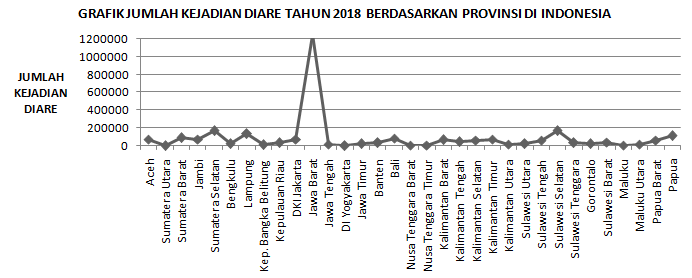 GRAFIK JUMLAH KEJADIAN DIARE TAHUN 2018 BERDASARKAN PROVINSI DI INDONESIA
1200000
1000000
800000
600000
400000
200000
0
JUMLAH
KEJADIAN
DIARE
Aceh
Sumatera Utara
Sumatera Barat
Jambi
Sumatera Selatan
Bengkulu
Lampung
Kep. Bangka Belitung
Kepulauan Riau
DKI Jakarta
Jawa Barat
Jawa Tengah
DI Yogyakarta
Jawa Timur
Banten
Bali
Nusa Tenggara Barat
Nusa Tenggara Timur
Kalimantan Barat
Kalimantan Tengah
Kalimantan Selatan
Kalimantan Timur
Kalimantan Utara
Sulawesi Utara
Sulawesi Tengah
Sulawesi Selatan
Sulawesi Tenggara
Gorontalo
Sulawesi Barat
Maluku
Maluku Utara
Papua Barat
Papua